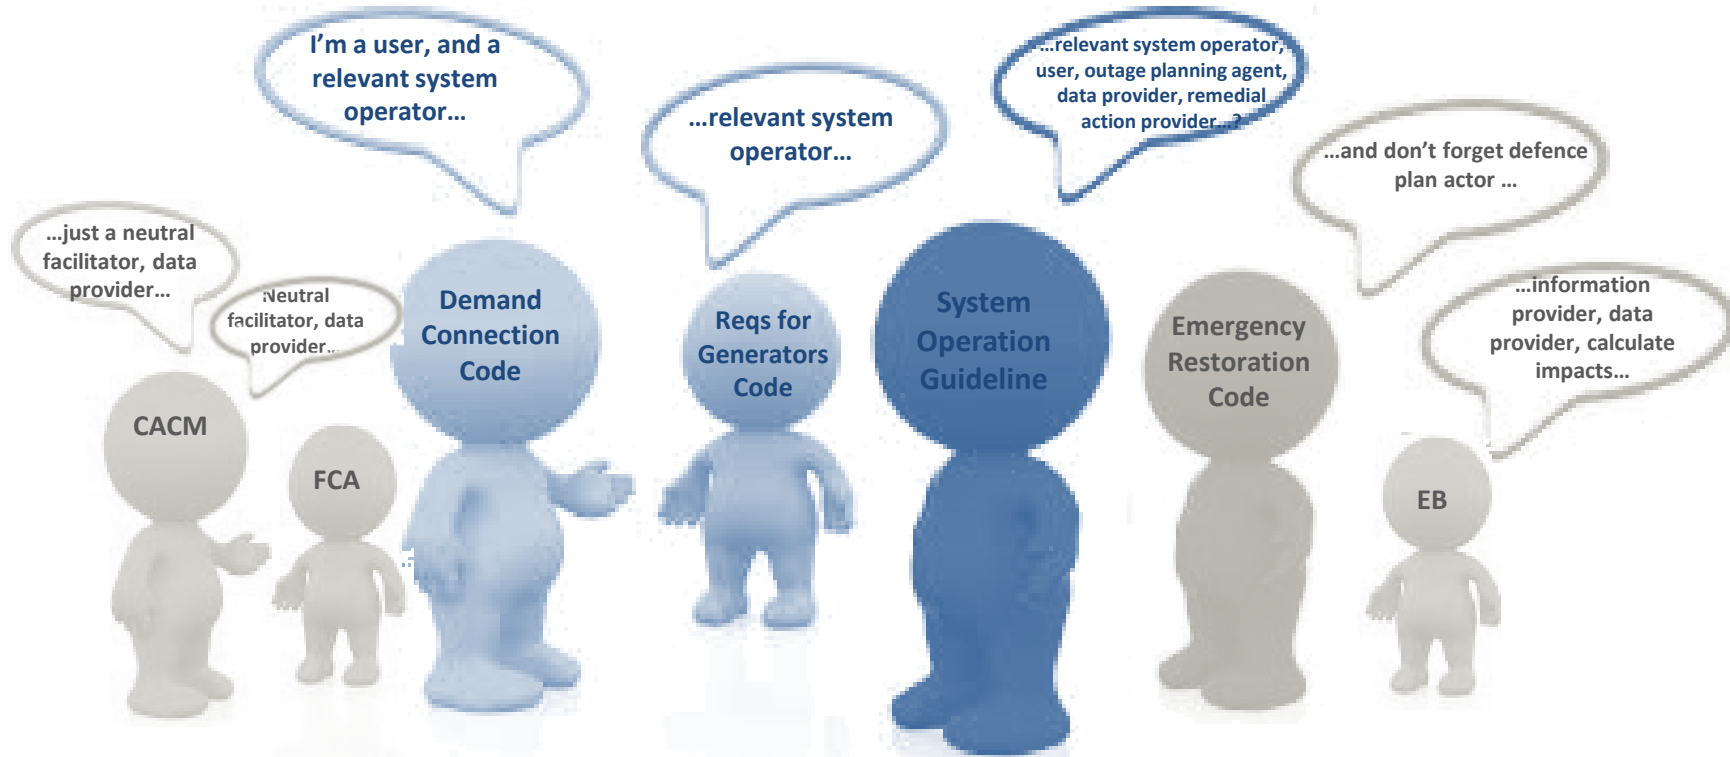 I'm a user, and a
relevant system
operator...
...relevant system
operator...
...relevant system operator,
user, outage planning agent,
data provider, remedial
action provider...?
...and don't forget defence
plan actor ...
...just a neutral
facilitator, data
provider...
Neutral
facilitator, data
provider...
...information
provider, data
provider, calculate
impacts...
Demand
Connection
Code
Reqs for
Generators
Code
System
Operation
Guideline
Emergency
Restoration
Code
CACM
FCA
EB